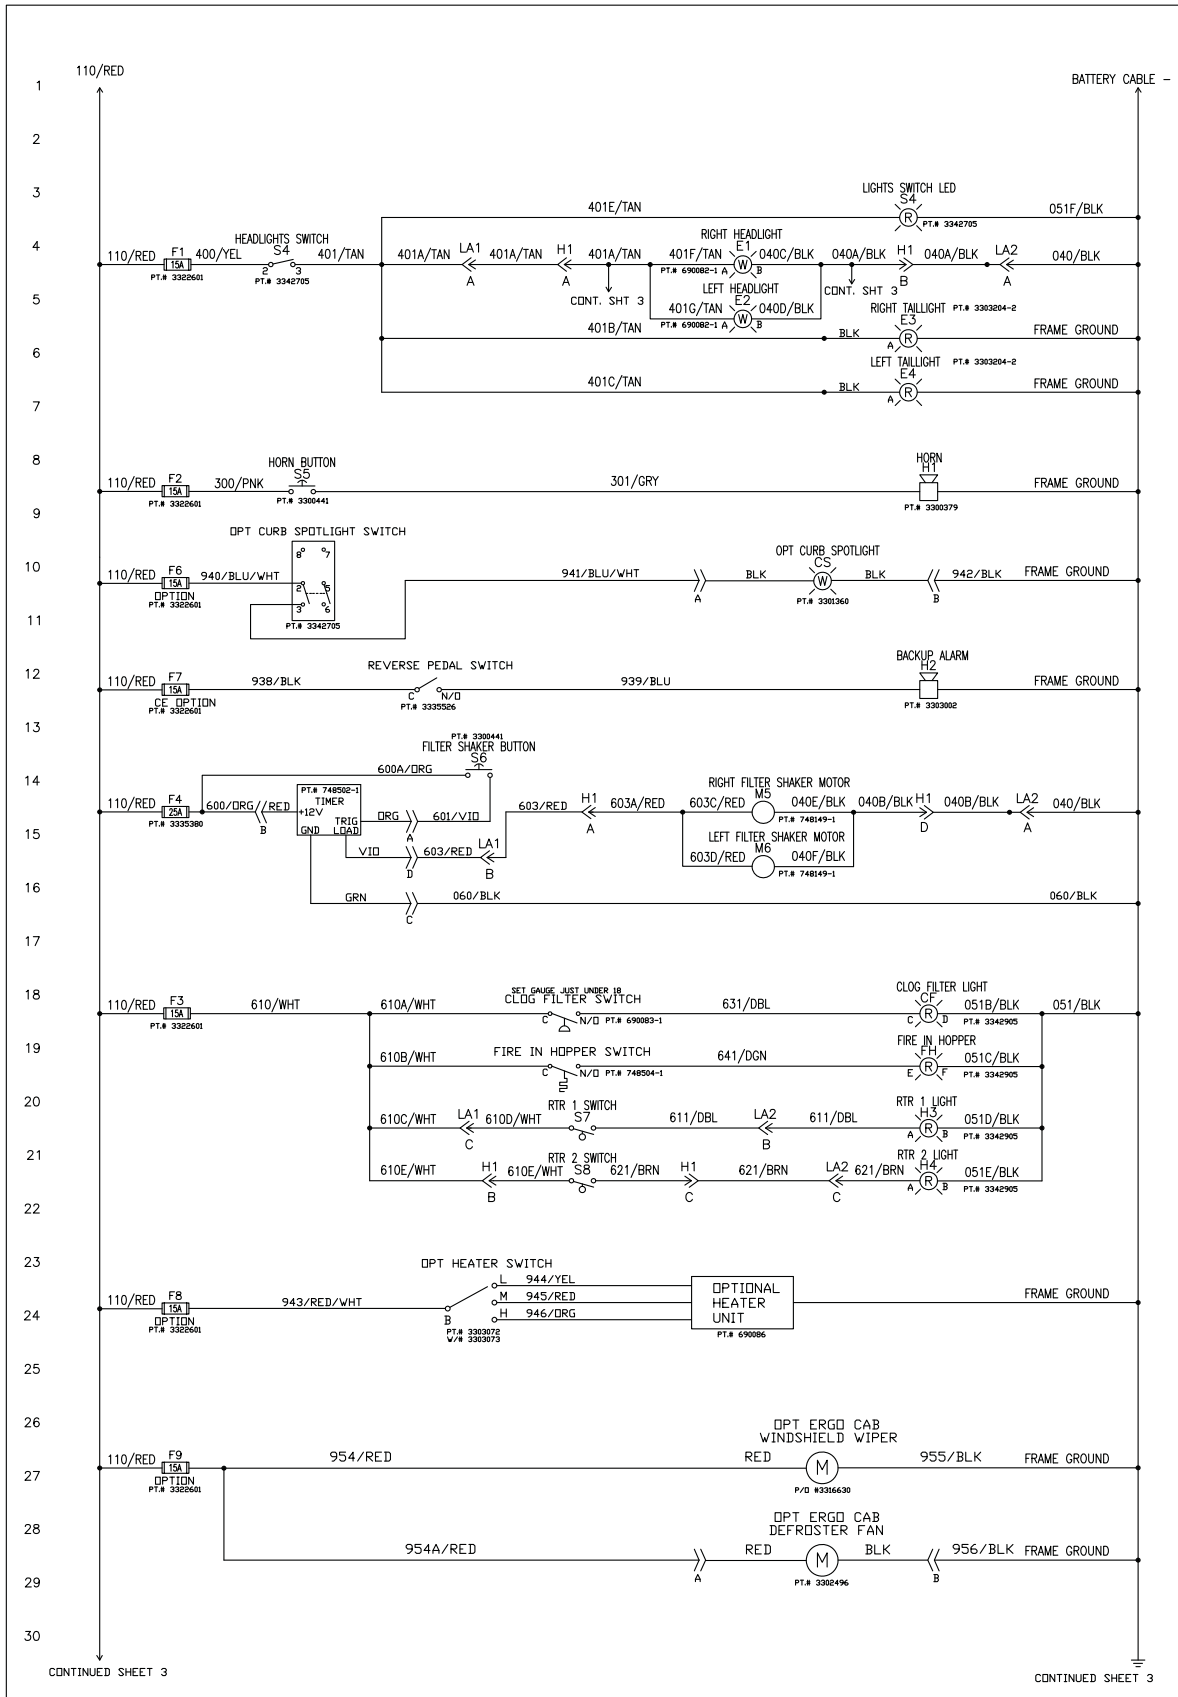 110/RED
BATTERY CABLE -
1
2
3
LIGHTS SWITCH LED
S4
401E/TAN
PT.# 3342705
051F/BLK
4
HEADLIGHTS SWITCH
RIGHT HEADLIGHT
110/RED F1 400/YEL S4 401/TAN 401A/TAN LA1 401A/TAN H1 401A/TAN 401F/TAN E1 040C/BLK 040A/BLK H1 040A/BLK LA2 040/BLK
15A 2 3 W
PT.# 3322601 PT.# 3342705 A A PT.# 690082-1 A B B A
CONT. SHT 3 LEFT HEADLIGHT CONT. SHT 3
5
401G/TAN E2 040D/BLK
W
PT.# 690082-1 A B
RIGHT TAILLIGHT PT.# 3303204-2
401B/TAN BLK E3 FRAME GROUND
A R
6
LEFT TAILLIGHT PT.# 3303204-2
401C/TAN BLK E4 FRAME GROUND
A R
7
8
HORN BUTTON HORN
110/RED F2 300/PNK S5 301/GRY H1 FRAME GROUND
15A
PT.# 3322601 PT.# 3300441 PT.# 3300379
9
OPT CURB SPOTLIGHT SWITCH
8 7
OPT CURB SPOTLIGHT
10
110/RED F6 940/BLU/WHT 2 5 941/BLU/WHT BLK CS BLK 942/BLK FRAME GROUND
15A W
OPTION 3 6 A B
PT.# 3322601 PT.# 3301360
11
PT.# 3342705
12
REVERSE PEDAL SWITCH BACKUP ALARM
110/RED F7 938/BLK 939/BLU H2 FRAME GROUND
15A C N/O
CE OPTION
PT.# 3322601 PT.# 3335526 PT.# 3303002
13
PT.# 3300441
FILTER SHAKER BUTTON
S6
600A/ORG
14
PT.# 748502-1 RIGHT FILTER SHAKER MOTOR
110/RED F4 600/ORG RED TIMER 603/RED H1 603A/RED 603C/RED M5 040E/BLK 040B/BLK H1 040B/BLK LA2 040/BLK
25A +12V
PT.# 3335380 B TRIG ORG A 601/VIO A PT.# 748149-1 D A
15
GND LOAD LEFT FILTER SHAKER MOTOR
VIO 603/RED LA1 603D/RED M6 040F/BLK
D B PT.# 748149-1
16
GRN 060/BLK 060/BLK
C
17
18
SET GAUGE JUST UNDER 18
CLOG FILTER SWITCH CLOG FILTER LIGHT
110/RED F3 610/WHT 610A/WHT 631/DBL CF 051B/BLK 051/BLK
15A C N/O PT.# 690083-1 C R D
PT.# 3322601 PT.# 3342905
19
FIRE IN HOPPER SWITCH FIRE IN HOPPER
610B/WHT 641/DGN FH 051C/BLK
C N/O PT.# 748504-1 E R F PT.# 3342905
20
RTR 1 SWITCH RTR 1 LIGHT
610C/WHT LA1 610D/WHT S7 611/DBL LA2 611/DBL H3 051D/BLK
C B A R B PT.# 3342905
21
RTR 2 SWITCH RTR 2 LIGHT
610E/WHT H1 610E/WHT S8 621/BRN H1 621/BRN LA2 621/BRN H4 051E/BLK
B C C A R B PT.# 3342905
22
23
OPT HEATER SWITCH
L 944/YEL
110/RED F8 943/RED/WHT M 945/RED OPTIONAL FRAME GROUND
15A HEATER
24
OPTION B H 946/ORG UNIT
PT.# 3322601 PT.# 3303072 PT.# 690086
W/# 3303073
25
26
OPT ERGO CAB
WINDSHIELD WIPER
110/RED F9 954/RED RED M 955/BLK FRAME GROUND
15A
27
OPTION
PT.# 3322601 P/O #3316630
28
OPT ERGO CAB
DEFROSTER FAN
954A/RED RED M BLK 956/BLK FRAME GROUND
A B
29
PT.# 3302496
30
CONTINUED SHEET 3
CONTINUED SHEET 3